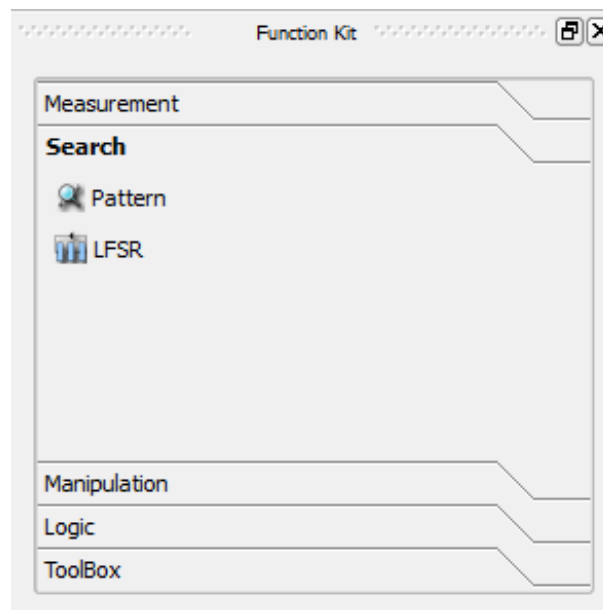 Function Kit
Measurement
Search
Pattern
LFSR
Manipulation
Logic
ToolBox